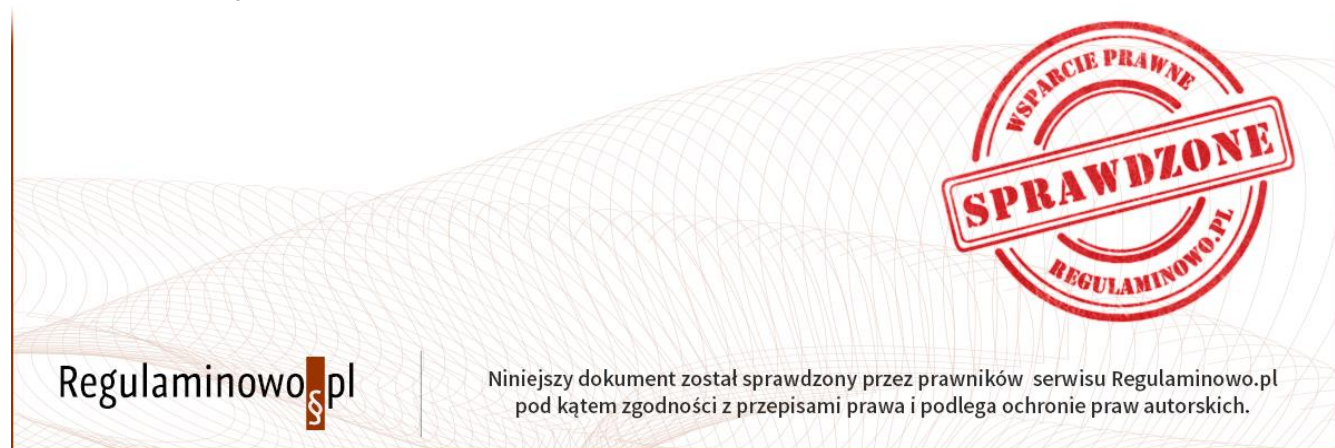 WSPARCIE PRAWNE
SPRAWDZONE
REGULAMINOWO.PL
Regulaminowo§pl
Niniejszy dokument został sprawdzony przez prawników serwisu Regulaminowo.pl
pod kątem zgodności z przepisami prawa i podlega ochronie praw autorskich.